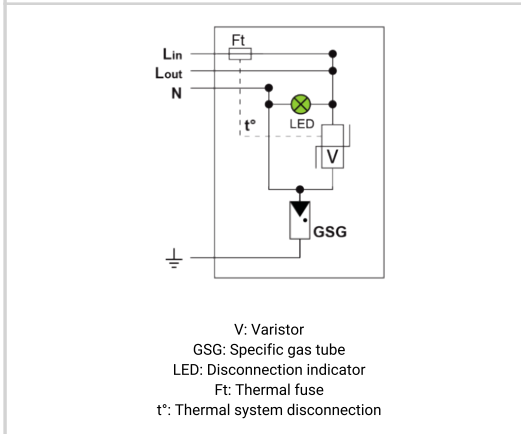 Ft
Lin
Lout
N
t°
LED
V
GSG
V: Varistor
GSG: Specific gas tube
LED: Disconnection indicator
Ft: Thermal fuse
t°: Thermal system disconnection